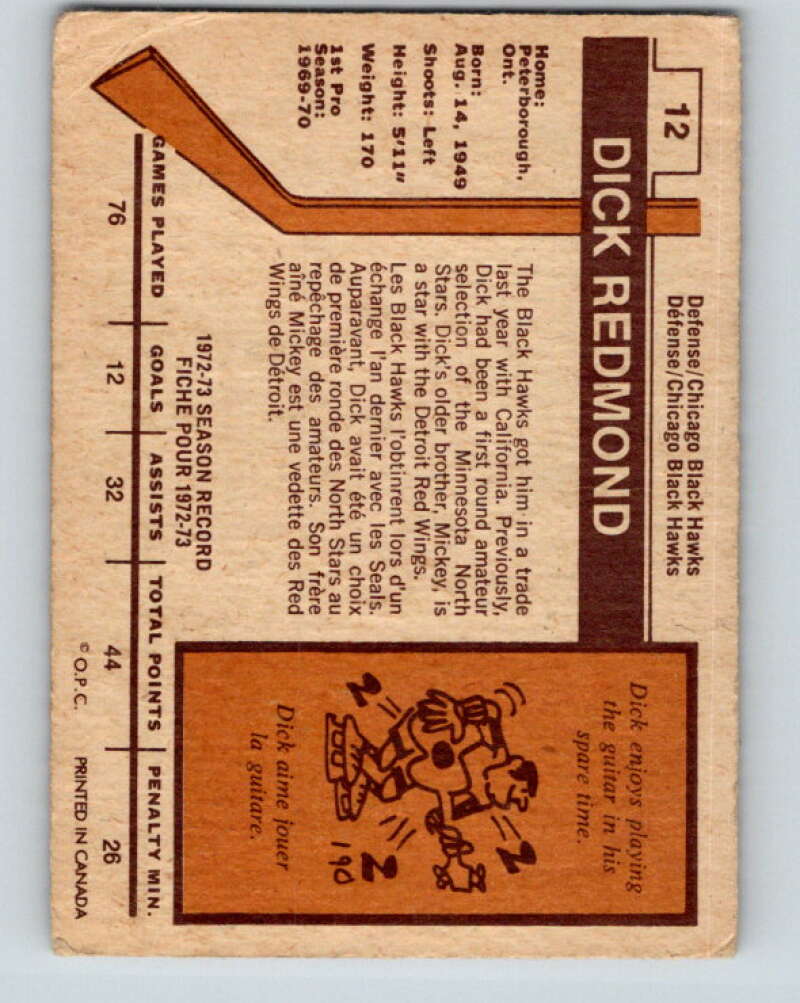 12
Defense/Chicago Black Hawks
Défense/Chicago Black Hawks
DICK REDMOND
Home:
Peterborough,
Ont.
Born:
Aug. 14, 1949
Shoots: Left
Height: 5'11"
Weight: 170
1st Pro
Season:
1969-70
The Black Hawks got him in a trade
last year with California. Previously,
Dick had been a first round amateur
selection of the Minnesota North
Stars. Dick's older brother, Mickey, is
a star with the Detroit Red Wings.
Les Black Hawks l'obtinrent lors d'un
échange l'an dernier avec les Seals.
Auparavant, Dick avait été un choix
de première ronde des North Stars au
repêchage des amateurs. Son frère
aîné Mickey est une vedette des Red
Wings de Détroit.
Dick enjoys playing
the guitar in his
spare time.
190
Dick aime jouer
la guitare.
1972-73 SEASON RECORD
FICHE POUR 1972-73
GAMES PLAYED GOALS ASSISTS TOTAL POINTS PENALTY MIN.
76 12 32 44 26
© O.P.C. PRINTED IN CANADA